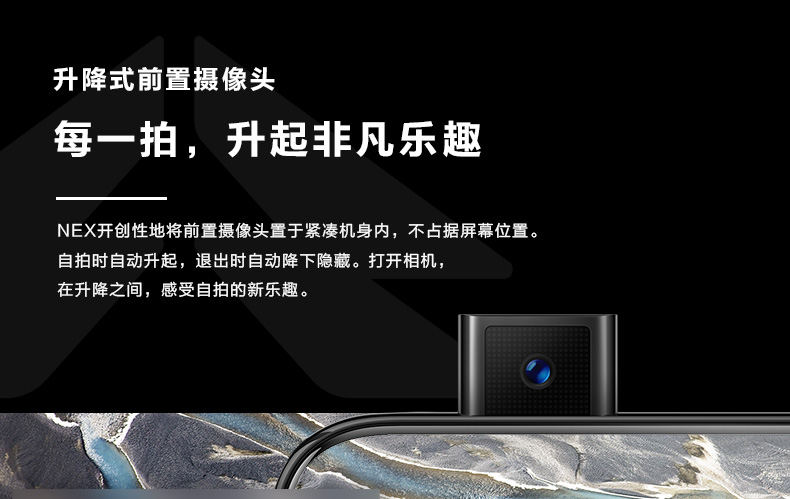 升降式前置摄像头
每一拍，升起非凡乐趣
NEX开创性地将前置摄像头置于紧凑机身内，不占据屏幕位置。
自拍时自动升起，退出时自动降下隐藏。打开相机，
在升降之间，感受自拍的新乐趣。